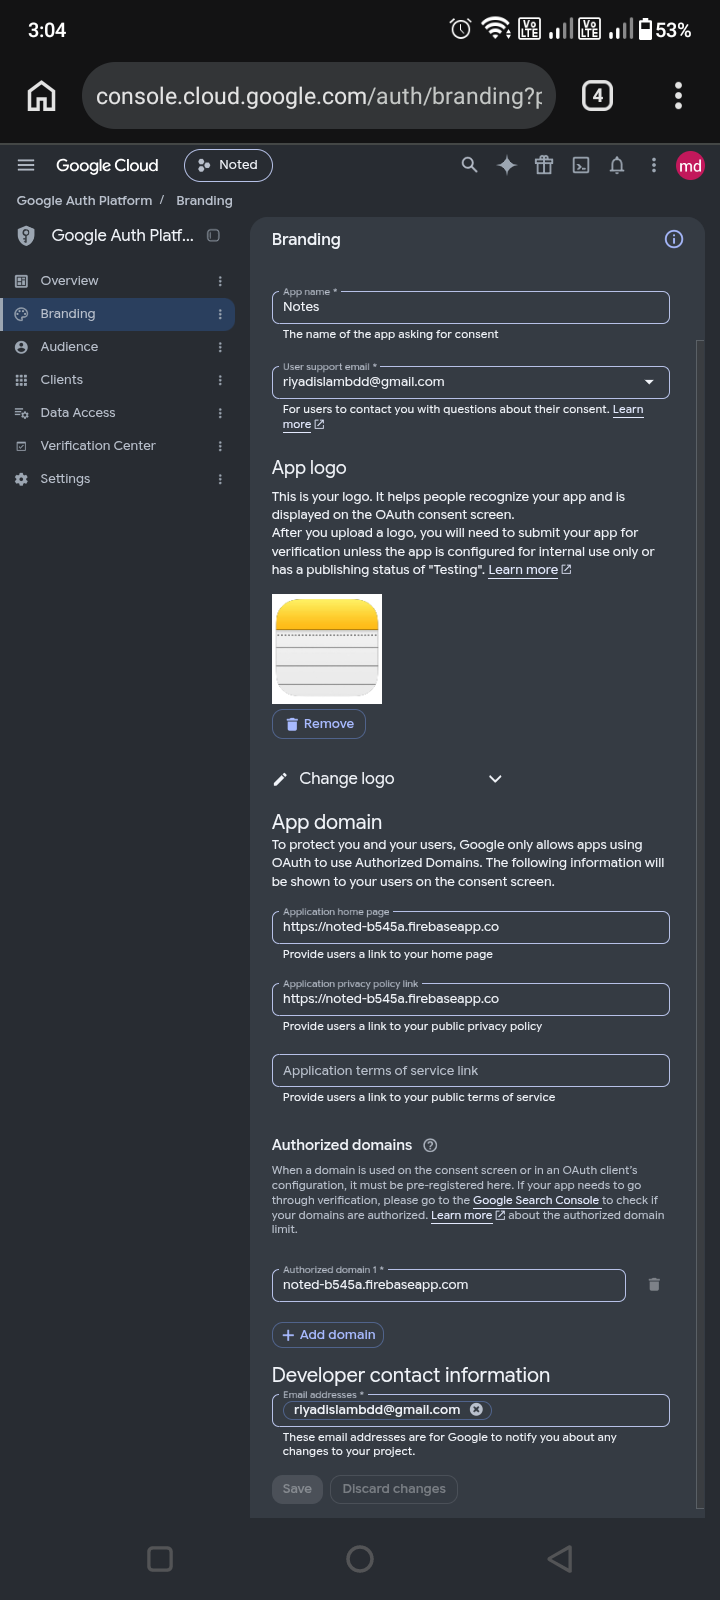 3:04
Vo LTE
Vo LTE
53%
console.cloud.google.com/auth/branding?p
4
Google Cloud
Noted
md
Google Auth Platform / Branding
Google Auth Platf...
Overview
Branding
Audience
Clients
Data Access
Verification Center
Settings
Branding
App name *
Notes
The name of the app asking for consent
User support email *
riyadislambdd@gmail.com
For users to contact you with questions about their consent. Learn
more
App logo
This is your logo. It helps people recognize your app and is
displayed on the OAuth consent screen.
After you upload a logo, you will need to submit your app for
verification unless the app is configured for internal use only or
has a publishing status of "Testing". Learn more
Remove
Change logo
App domain
To protect you and your users, Google only allows apps using
OAuth to use Authorized Domains. The following information will
be shown to your users on the consent screen.
Application home page
https://noted-b545a.firebaseapp.co
Provide users a link to your home page
Application privacy policy link
https://noted-b545a.firebaseapp.co
Provide users a link to your public privacy policy
Application terms of service link
Provide users a link to your public terms of service
Authorized domains
When a domain is used on the consent screen or in an OAuth client's
configuration, it must be pre-registered here. If your app needs to go
through verification, please go to the Google Search Console to check if
your domains are authorized. Learn more about the authorized domain
limit.
Authorized domain 1 *
noted-b545a.firebaseapp.com
+ Add domain
Developer contact information
Email addresses *
riyadislambdd@gmail.com
These email addresses are for Google to notify you about any
changes to your project.
Save
Discard changes